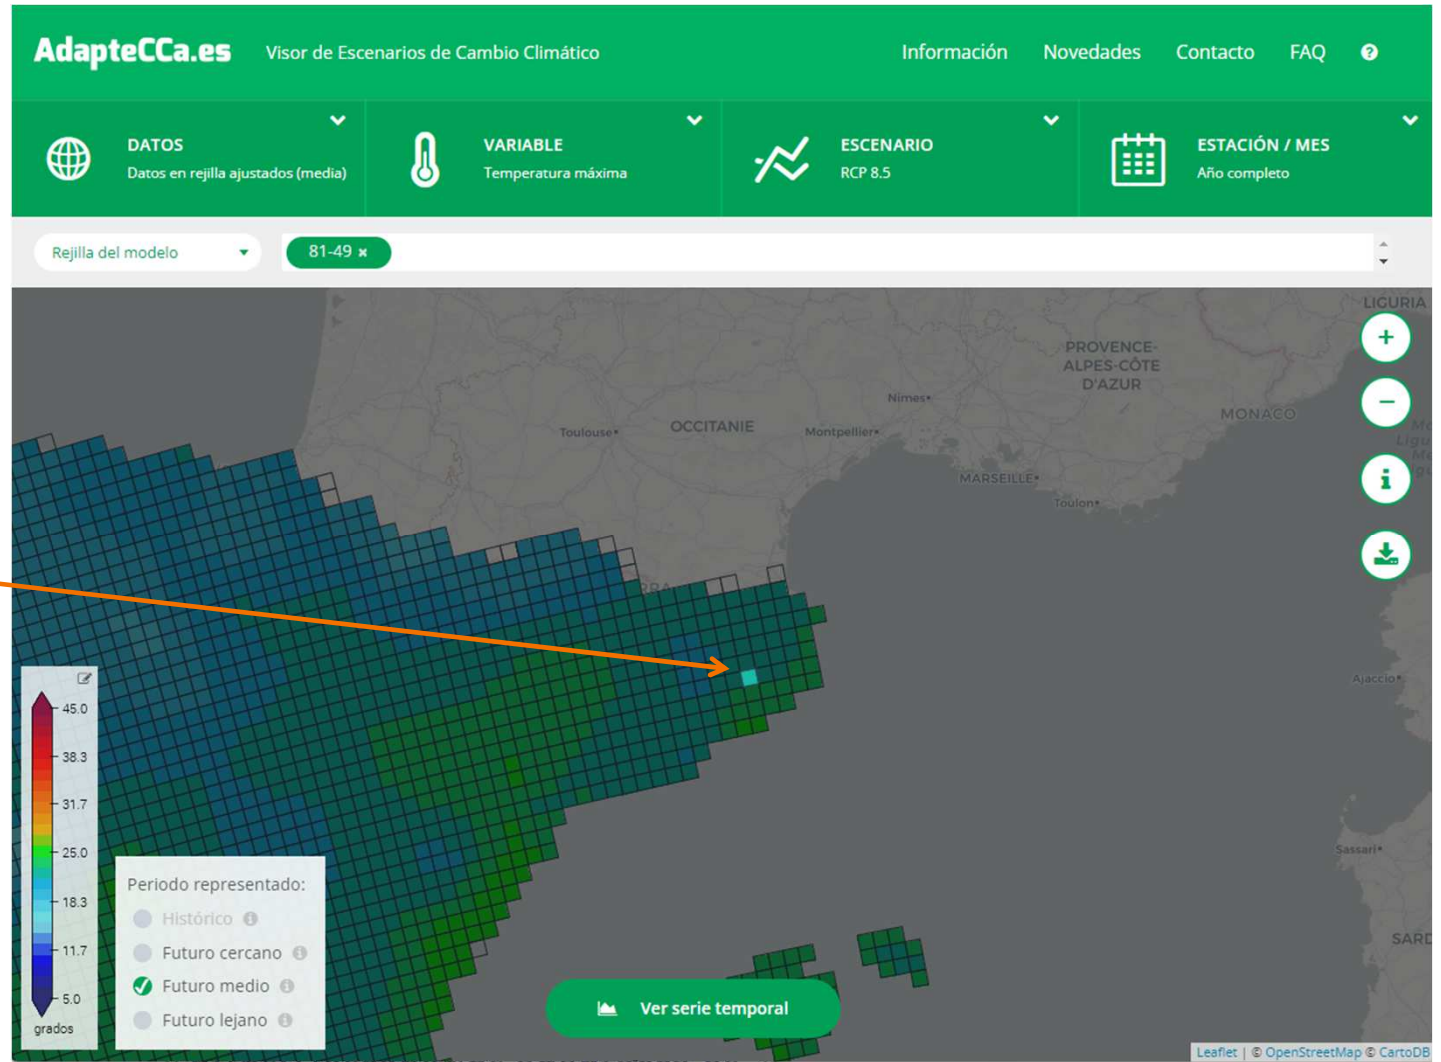 AdapteCCa.es Visor de Escenarios de Cambio Climático Información Novedades Contacto FAQ ?
DATOS
Datos en rejilla ajustados (media)
VARIABLE
Temperatura máxima
ESCENARIO
RCP 8.5
ESTACIÓN / MES
Año completo
Rejilla del modelo
81-49 ×
LIGURIA
+
PROVENCE-
ALPES-CÔTE
D'AZUR
Nimes
−
MONACO
OCCITANIE
Toulouse
Montpellier
MARSEILLE
i
Toulon
Ajaccio
45.0
38.3
31.7
25.0
18.3
11.7
5.0
grados
Sassari
Periodo representado:
Histórico i
Futuro cercano i
Futuro medio i
Futuro lejano i
SARD
Ver serie temporal
Leaflet | © OpenStreetMap © CartoDB